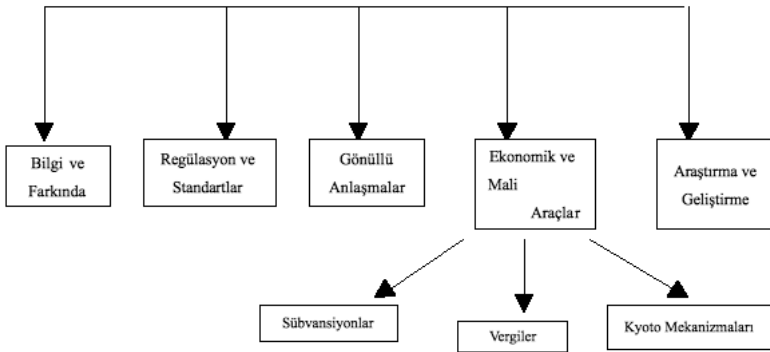 Bilgi ve
Farkında
Regülasyon ve
Standartlar
Gönüllü
Anlaşmalar
Ekonomik ve
Mali
Araçlar
Araştırma ve
Geliştirme
Sübvansiyonlar
Vergiler
Kyoto Mekanizmaları